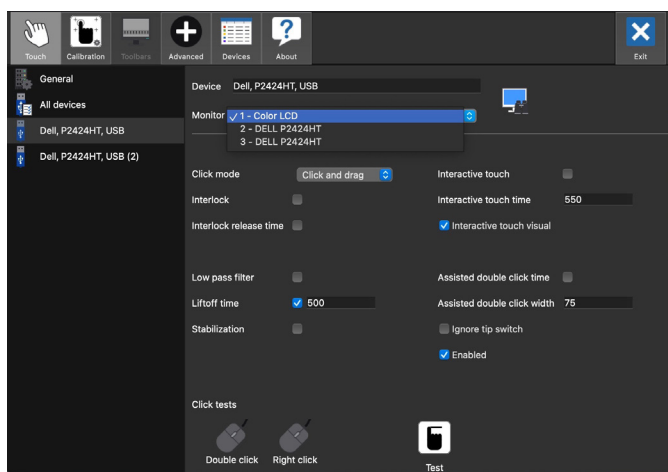 Touch Calibration Toolbars Advanced Devices About Exit
General
All devices
Dell, P2424HT, USB
Dell, P2424HT, USB (2)
Device Dell, P2424HT, USB
Monitor ✓ 1 - Color LCD
2 - DELL P2424HT
3 - DELL P2424HT
Click mode Click and drag Interactive touch
Interlock Interactive touch time 550
Interlock release time Interactive touch visual
Low pass filter Assisted double click time
Liftoff time 500 Assisted double click width 75
Stabilization Ignore tip switch
Enabled
Click tests
Double click Right click Test